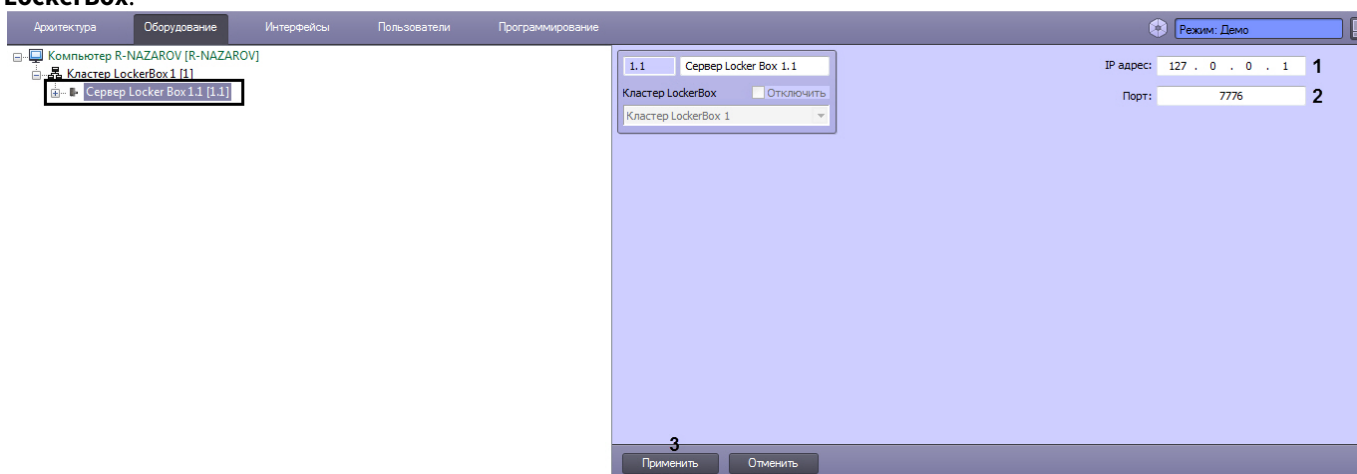 LockerBox.
Архитектура Оборудование Интерфейсы Пользователи Программирование Режим: Демо
Компьютер R-NAZAROV [R-NAZAROV]
Кластер LockerBox 1 [1]
Сервер Locker Box 1.1 [1.1]
1.1 Сервер Locker Box 1.1
Кластер LockerBox Отключить
Кластер LockerBox 1
IP адрес: 127 . 0 . 0 . 1 1
Порт: 7776 2
3
Применить Отменить